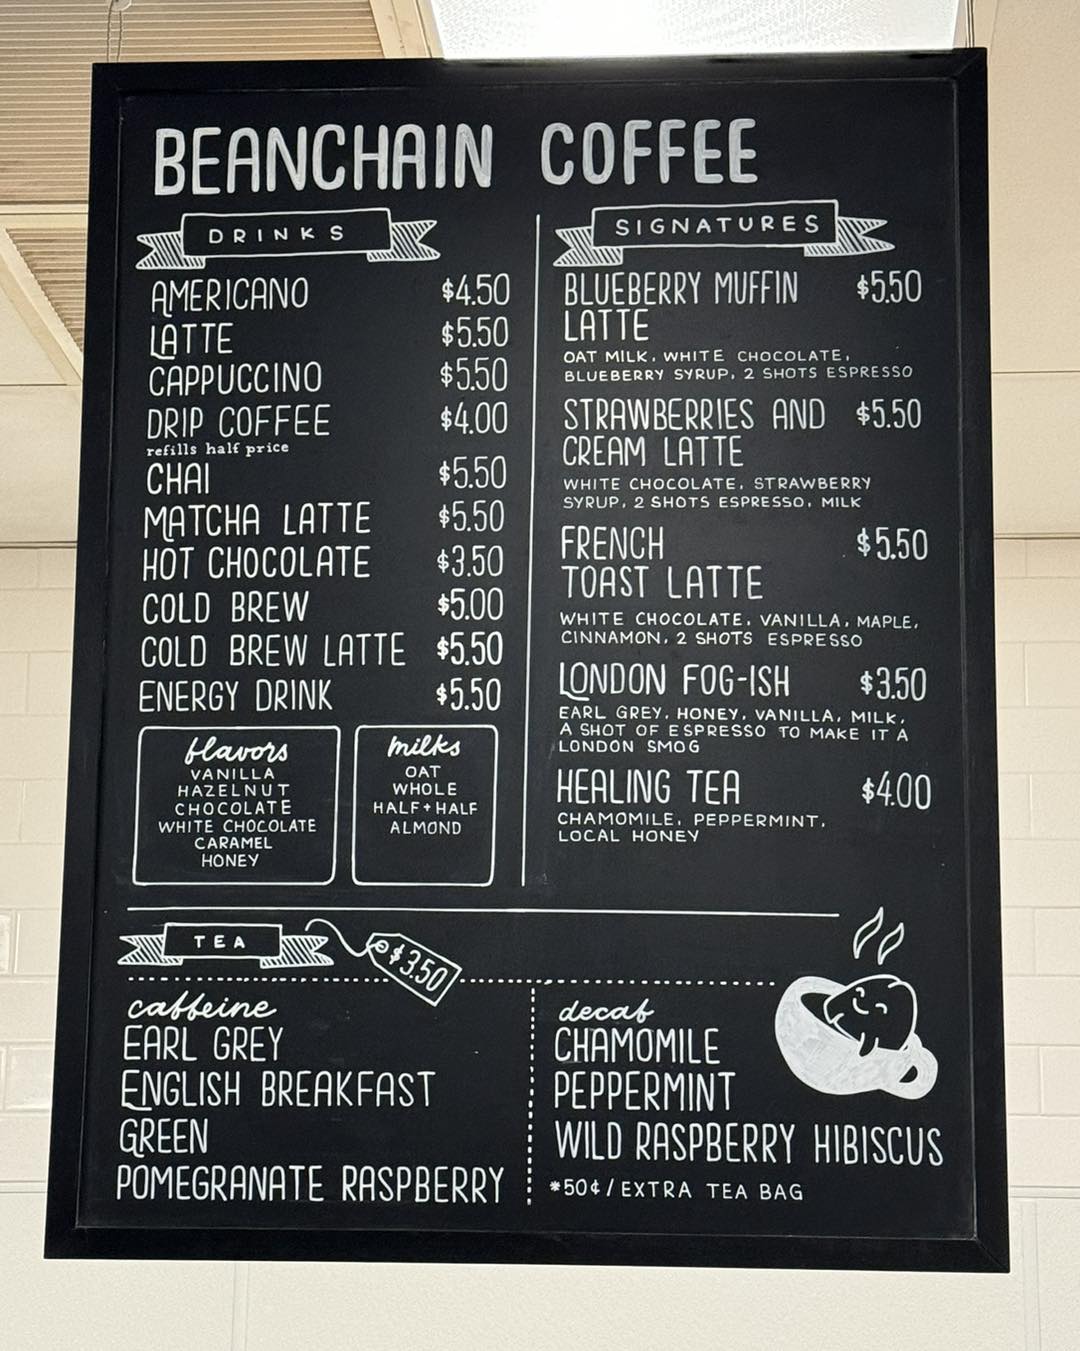 BEANCHAIN COFFEE
DRINKS
AMERICANO $4.50
LATTE $5.50
CAPPUCCINO $5.50
DRIP COFFEE $4.00
refills half price
CHAI $5.50
MATCHA LATTE $5.50
HOT CHOCOLATE $3.50
COLD BREW $5.00
COLD BREW LATTE $5.50
ENERGY DRINK $5.50
flavors
VANILLA
HAZELNUT
CHOCOLATE
WHITE CHOCOLATE
CARAMEL
HONEY
milks
OAT
WHOLE
HALF+HALF
ALMOND
SIGNATURES
BLUEBERRY MUFFIN $5.50
LATTE
OAT MILK, WHITE CHOCOLATE,
BLUEBERRY SYRUP, 2 SHOTS ESPRESSO
STRAWBERRIES AND $5.50
CREAM LATTE
WHITE CHOCOLATE, STRAWBERRY
SYRUP, 2 SHOTS ESPRESSO, MILK
FRENCH $5.50
TOAST LATTE
WHITE CHOCOLATE, VANILLA, MAPLE,
CINNAMON, 2 SHOTS ESPRESSO
LONDON FOG-ISH $3.50
EARL GREY, HONEY, VANILLA, MILK,
A SHOT OF ESPRESSO TO MAKE IT A
LONDON SMOG
HEALING TEA $4.00
CHAMOMILE, PEPPERMINT,
LOCAL HONEY
TEA $3.50
caffeine
EARL GREY
ENGLISH BREAKFAST
GREEN
POMEGRANATE RASPBERRY
decaf
CHAMOMILE
PEPPERMINT
WILD RASPBERRY HIBISCUS
*50¢/EXTRA TEA BAG